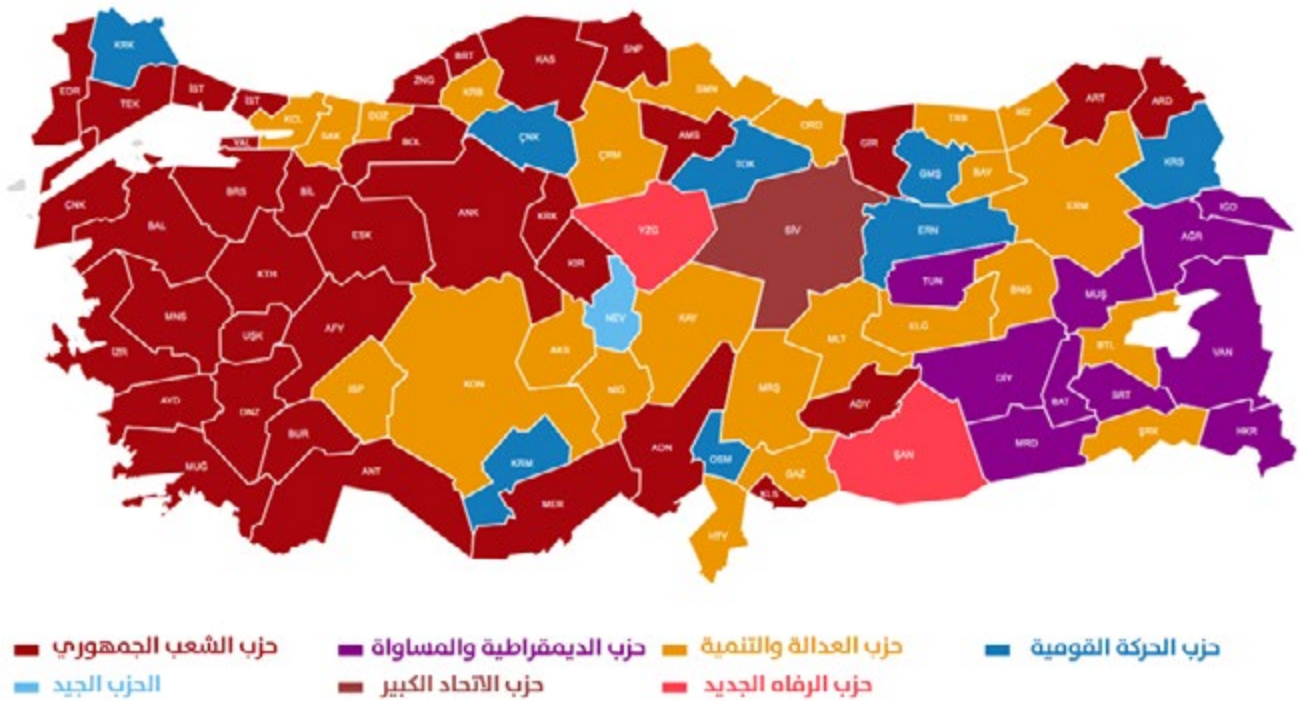 KRK
EDR
TEK
İST
İST
YAL
KCL
SAK
DÜZ
BOL
ZNG
BRT
KRB
KAS
SNP
ÇNK
ÇRM
SMN
AMS
TOK
ORD
GİR
GMŞ
TRB
RİZ
BAY
ART
ARD
KRS
ERM
IĞD
AĞR
ERN
SİV
YZG
KRK
ANK
KIR
NEV
ESK
BİL
BRS
BAL
ÇNK
KTH
MNS
UŞK
AFY
İZR
AYD
DNZ
MUĞ
BUR
ISP
ANT
KON
AKS
NİĞ
KAY
KRM
MER
ADN
OSM
HTY
GAZ
KLS
MRŞ
MLT
ADY
ŞAN
ELG
TUN
BNG
MUŞ
BTL
VAN
DİY
BAT
SRT
MRD
ŞRK
HKR
حزب الشعب الجمهوري
حزب الديمقراطية والمساواة
حزب العدالة والتنمية
حزب الحركة القومية
الحزب الجيد
حزب الاتحاد الكبير
حزب الرفاه الجديد